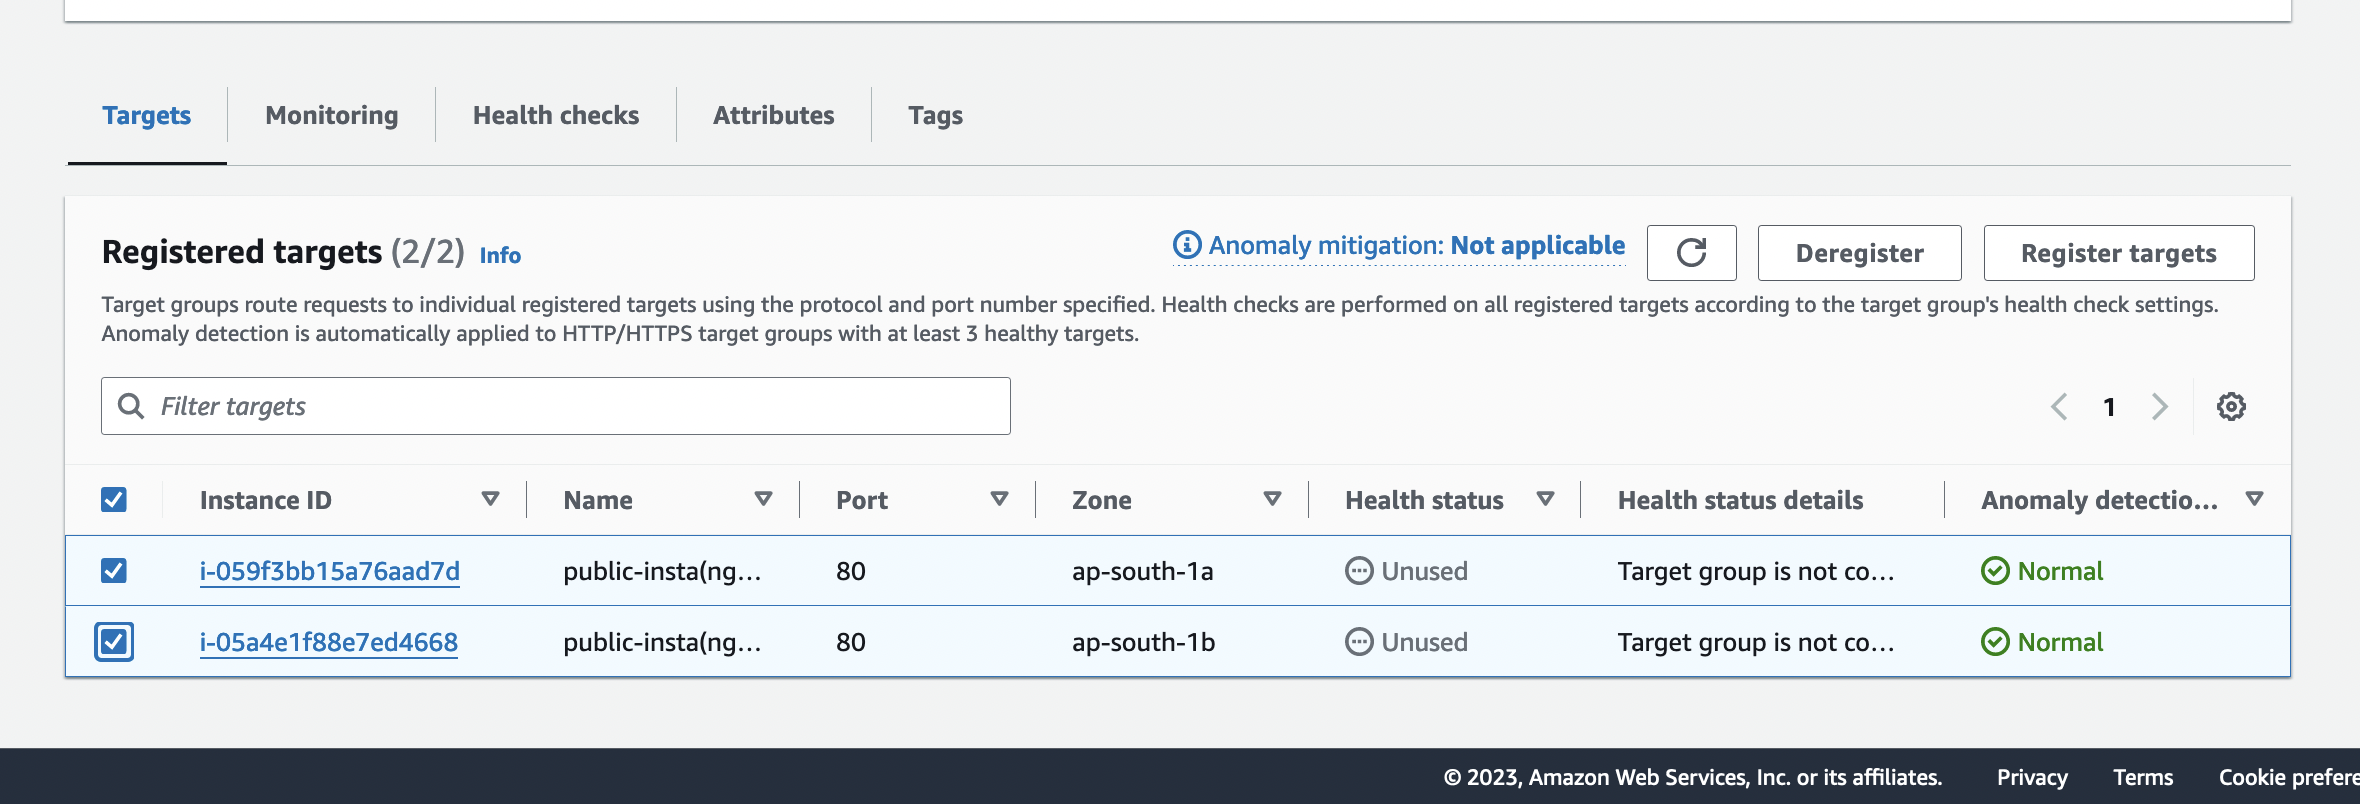 Targets Monitoring Health checks Attributes Tags
Registered targets (2/2) Info Anomaly mitigation: Not applicable Deregister Register targets
Target groups route requests to individual registered targets using the protocol and port number specified. Health checks are performed on all registered targets according to the target group's health check settings.
Anomaly detection is automatically applied to HTTP/HTTPS target groups with at least 3 healthy targets.
Filter targets 1
Instance ID Name Port Zone Health status Health status details Anomaly detectio...
i-059f3bb15a76aad7d public-insta(ng... 80 ap-south-1a Unused Target group is not co... Normal
i-05a4e1f88e7ed4668 public-insta(ng... 80 ap-south-1b Unused Target group is not co... Normal
© 2023, Amazon Web Services, Inc. or its affiliates. Privacy Terms Cookie prefere